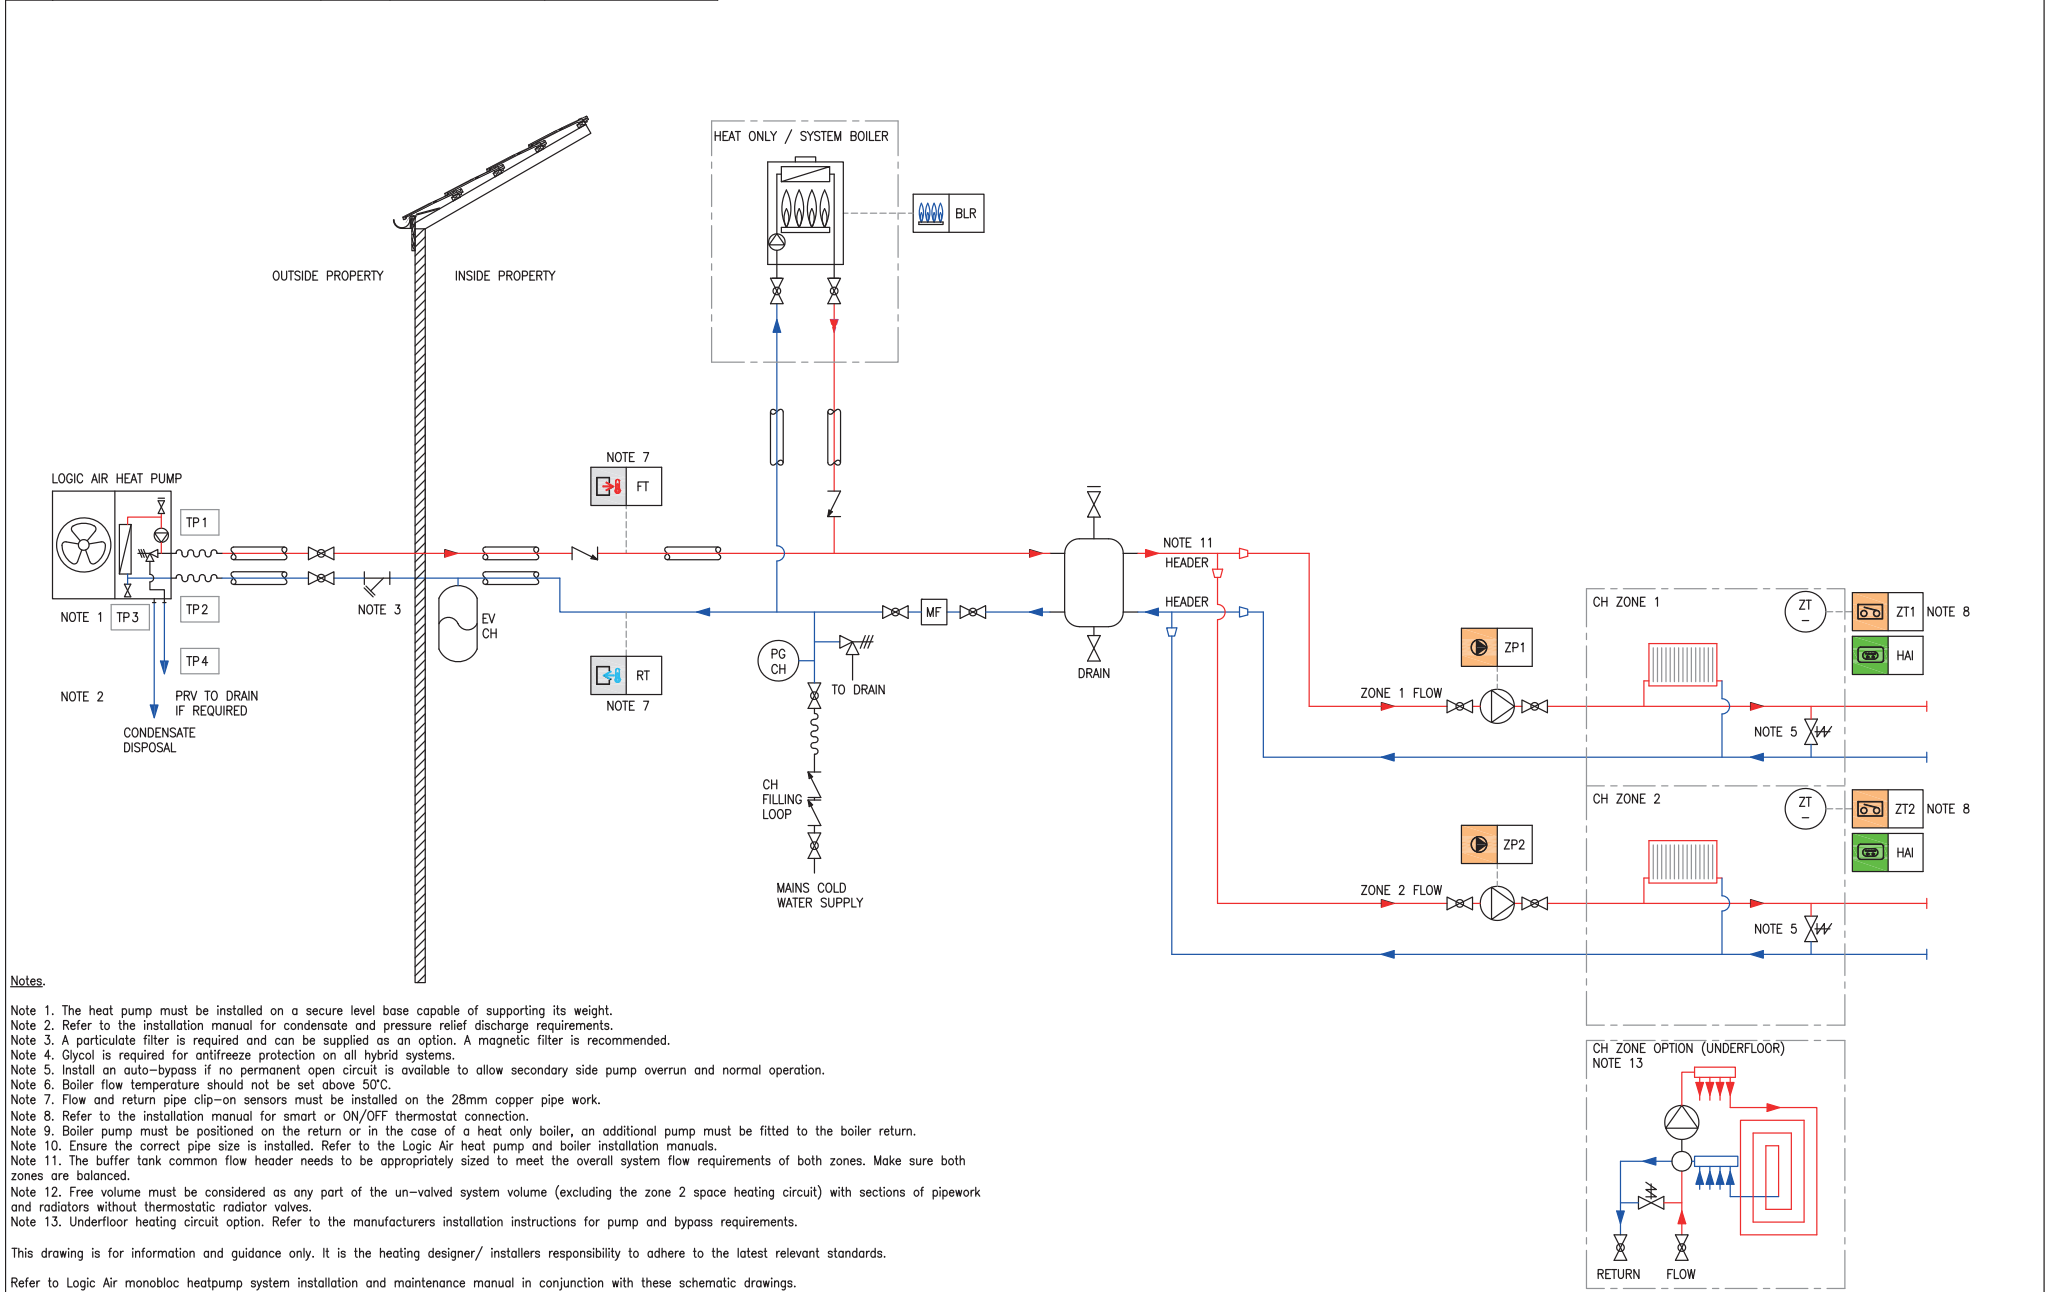 HEAT ONLY / SYSTEM BOILER
BLR
OUTSIDE PROPERTY
INSIDE PROPERTY
NOTE 7
FT
LOGIC AIR HEAT PUMP
TP1
NOTE 11
HEADER
HEADER
NOTE 1
TP3
TP2
NOTE 3
EV
CH
MF
TP4
NOTE 2
PRV TO DRAIN
IF REQUIRED
CONDENSATE
DISPOSAL
RT
NOTE 7
PG
CH
TO DRAIN
DRAIN
CH
FILLING
LOOP
MAINS COLD
WATER SUPPLY
CH ZONE 1
ZT
–
ZT1
NOTE 8
HAI
ZP1
ZONE 1 FLOW
NOTE 5
CH ZONE 2
ZT
–
ZT2
NOTE 8
HAI
ZP2
ZONE 2 FLOW
NOTE 5
CH ZONE OPTION (UNDERFLOOR)
NOTE 13
RETURN
FLOW
Notes.
Note 1. The heat pump must be installed on a secure level base capable of supporting its weight.
Note 2. Refer to the installation manual for condensate and pressure relief discharge requirements.
Note 3. A particulate filter is required and can be supplied as an option. A magnetic filter is recommended.
Note 4. Glycol is required for antifreeze protection on all hybrid systems.
Note 5. Install an auto-bypass if no permanent open circuit is available to allow secondary side pump overrun and normal operation.
Note 6. Boiler flow temperature should not be set above 50°C.
Note 7. Flow and return pipe clip-on sensors must be installed on the 28mm copper pipe work.
Note 8. Refer to the installation manual for smart or ON/OFF thermostat connection.
Note 9. Boiler pump must be positioned on the return or in the case of a heat only boiler, an additional pump must be fitted to the boiler return.
Note 10. Ensure the correct pipe size is installed. Refer to the Logic Air heat pump and boiler installation manuals.
Note 11. The buffer tank common flow header needs to be appropriately sized to meet the overall system flow requirements of both zones. Make sure both
zones are balanced.
Note 12. Free volume must be considered as any part of the un-valved system volume (excluding the zone 2 space heating circuit) with sections of pipework
and radiators without thermostatic radiator valves.
Note 13. Underfloor heating circuit option. Refer to the manufacturers installation instructions for pump and bypass requirements.
This drawing is for information and guidance only. It is the heating designer/ installers responsibility to adhere to the latest relevant standards.
Refer to Logic Air monobloc heatpump system installation and maintenance manual in conjunction with these schematic drawings.